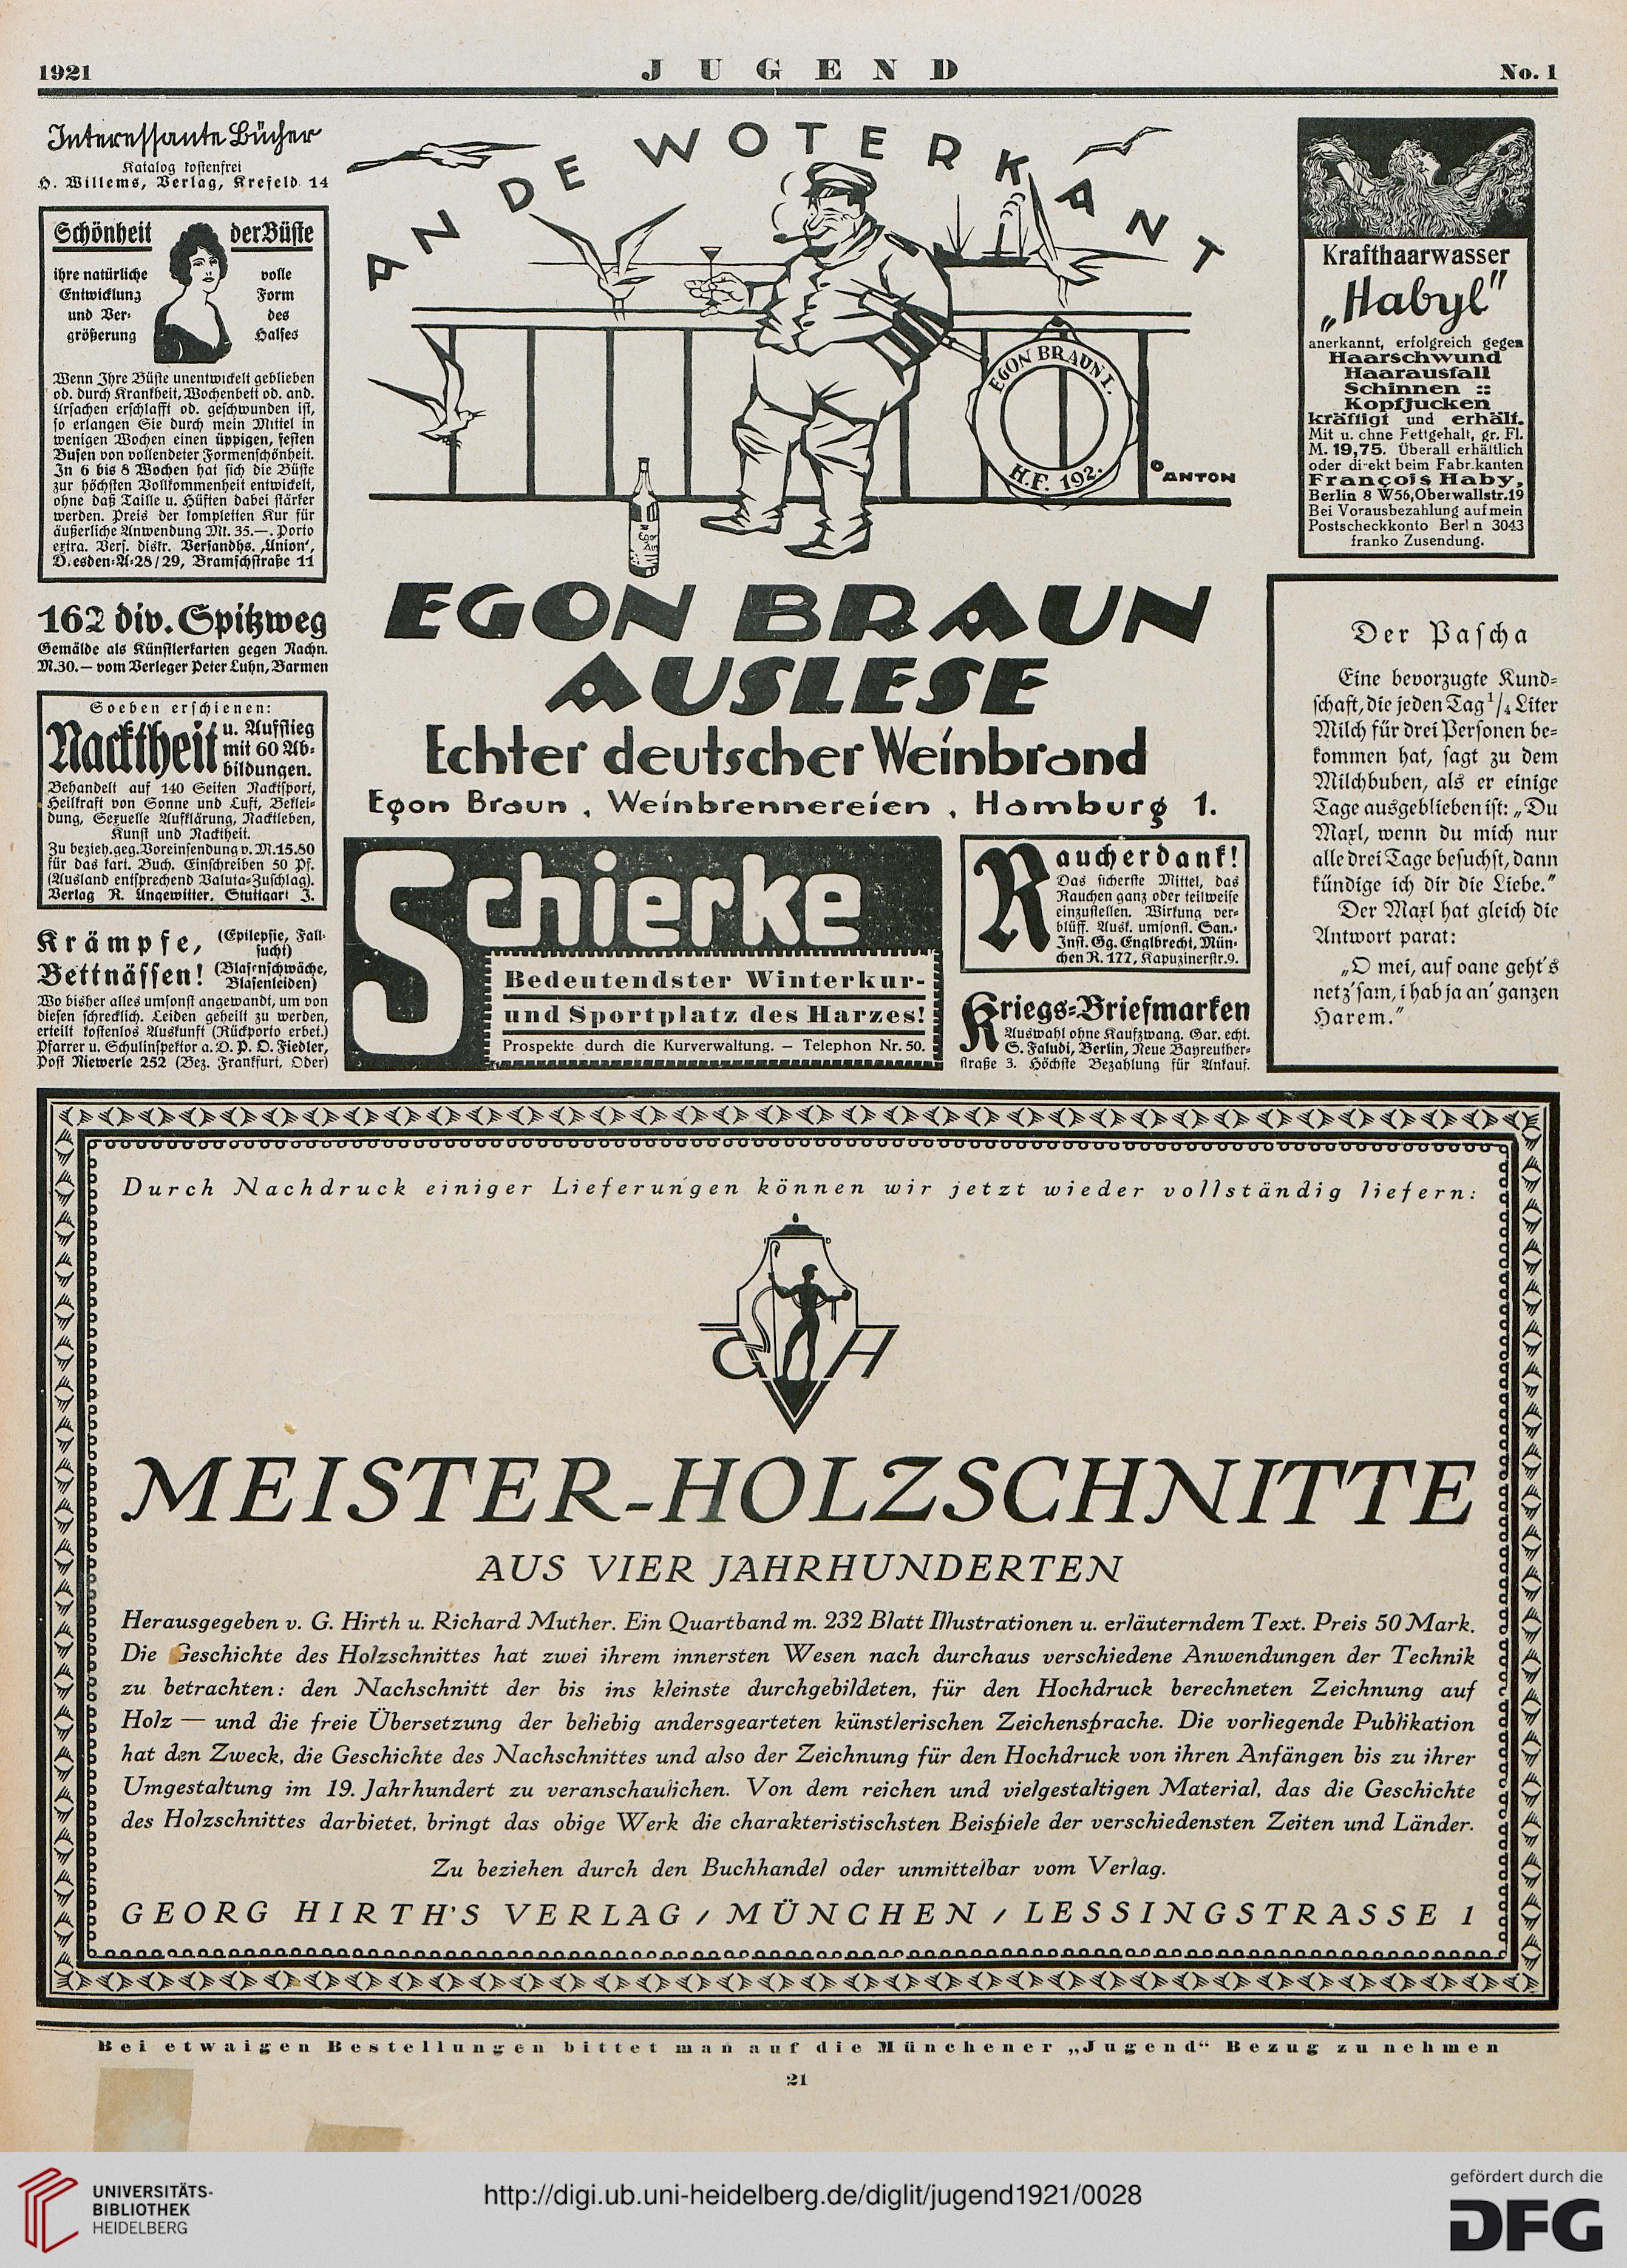 1921
JUGEND
No. 1
Interessante Bücher
Katalog kostenfrei
H. Willems, Verlag, Krefeld 14
Schönheit der Büste
ihre natürliche
Entwicklung
und Ver-
größerung
volle
Form
des
Halses
Wenn Ihre Büste unentwickelt geblieben
od. durch Krankheit, Wochenbett od. and.
Ursachen erschlafft od. geschwunden ist,
so erlangen Sie durch mein Mittel in
wenigen Wochen einen üppigen, festen
Busen von vollendeter Formenschönheit.
In 6 bis 8 Wochen hat sich die Büste
zur höchsten Vollkommenheit entwickelt,
ohne daß Taille u. Hüften dabei stärker
werden. Preis der kompletten Kur für
äußerliche Anwendung Mt. 35.—. Porto
extra. Vers. diskr. Versandhs. „Union‘,
D.esden-A-28/29, Bramschstraße 11
162 div. Spitzweg
Gemälde als Künstlerkarten gegen Nachn.
M.30.— vom Verleger Peter Luhn, Barmen
Soeben erschienen:
Nacktheit u. Aufstieg
mit 60 Ab-
bildungen.
Behandelt auf 140 Seiten Nacktsport,
Heilkraft von Sonne und Luft, Beklei-
dung, Sexuelle Aufklärung, Nacktleben,
Kunst und Nacktheit.
Zu bezieh. geg. Voreinsendung v. M. 15.80
für das kart. Buch. Einschreiben 50 Pf.
(Ausland entsprechend Valuta-Zuschlag).
Verlag R. Ungewitter, Stuttgart J.
Krämpfe, (Epilepsie, Fall-
sucht)
Bettnässen! (Blasenschwäche,
Blasenleiden)
Wo bisher alles umsonst angewandt, um von
diesen schrecklich. Leiden geheilt zu werden,
erteilt kostenlos Auskunft (Rückporto erbet.)
Pfarrer u. Schulinspektor a. D. P. O. Fiedler,
Post Niewerle 252 (Bez. Frankfurt, Oder)
AN DE WOTERKANT
EGON BRAUN I.
H.F. 192.
ANTON
EGON BRAUN
AUSLESE
Echter deutscher Weinbrand
Egon Braun , Weinbrennereien , Hamburg 1.
Schierke
Bedeutendster Winterkur-
und Sportplatz des Harzes!
Prospekte durch die Kurverwaltung. — Telephon Nr. 50.
Raucherdank!
Das sicherste Mittel, das
Rauchen ganz oder teilweise
einzustellen. Wirkung ver-
blüff. Ausk. umsonst. San.-
Inst. Gg. Englbrecht, Mün-
chen R. 177, Kapuzinerstr. 9.
Kriegs-Briefmarken
Auswahl ohne Kaufzwang. Gar. echt.
S. Faludi, Berlin, Neue Bayreuther-
straße 3. Höchste Bezahlung für Ankauf.
Krafthaarwasser
„Habyl”
anerkannt, erfolgreich gegen
Haarschwund
Haarausfall
Schinnen ::
Kopfjucken
kräftigt und erhält.
Mit u. ohne Fettgehalt, gr. Fl.
M. 19,75. Überall erhältlich
oder direkt beim Fabrkanten
François Haby,
Berlin 8 W56, Oberwallstr.19
Bei Vorausbezahlung auf mein
Postscheckkonto Berl n 3043
franko Zusendung.
Der Pascha
Eine bevorzugte Kund-
schaft, die jeden Tag 1/4 Liter
Milch für drei Personen be-
kommen hat, sagt zu dem
Milchbuben, als er einige
Tage ausgeblieben ist: „Du
Maxl, wenn du mich nur
alle drei Tage besuchst, dann
kündige ich dir die Liebe.”
Der Maxl hat gleich die
Antwort parat:
„O mei, auf oane geht's
netz'sam, i hab ja an' ganzen
Harem.”
Durch Nachdruck einiger Lieferungen können wir jetzt wieder vollständig liefern:
G H
MEISTER-HOLZSCHNITTE
AUS VIER JAHRHUNDERTEN
Herausgegeben v. G. Hirth u. Richard Muther. Ein Quartband m. 232 Blatt Illustrationen u. erläuterndem Text. Preis 50 Mark.
Die Geschichte des Holzschnittes hat zwei ihrem innersten Wesen nach durchaus verschiedene Anwendungen der Technik
zu betrachten: den Nachschnitt der bis ins kleinste durchgebildeten, für den Hochdruck berechneten Zeichnung auf
Holz — und die freie Übersetzung der beliebig andersgearteten künstlerischen Zeichensprache. Die vorliegende Publikation
hat den Zweck, die Geschichte des Nachschnittes und also der Zeichnung für den Hochdruck von ihren Anfängen bis zu ihrer
Umgestaltung im 19. Jahrhundert zu veranschaulichen. Von dem reichen und vielgestaltigen Material, das die Geschichte
des Holzschnittes darbietet, bringt das obige Werk die charakteristischsten Beispiele der verschiedensten Zeiten und Länder.
Zu beziehen durch den Buchhandel oder unmittelbar vom Verlag.
GEORG HIRTH'S VERLAG / MÜNCHEN / LESSINGSTRASSE 1
Bei etwaigen Bestellungen bittet man auf die Münchener „Jugend“ Bezug zu nehmen
21
UNIVERSITÄTS-
BIBLIOTHEK
HEIDELBERG
http://digi.ub.uni-heidelberg.de/diglit/jugend1921/0028
gefördert durch die
DFG